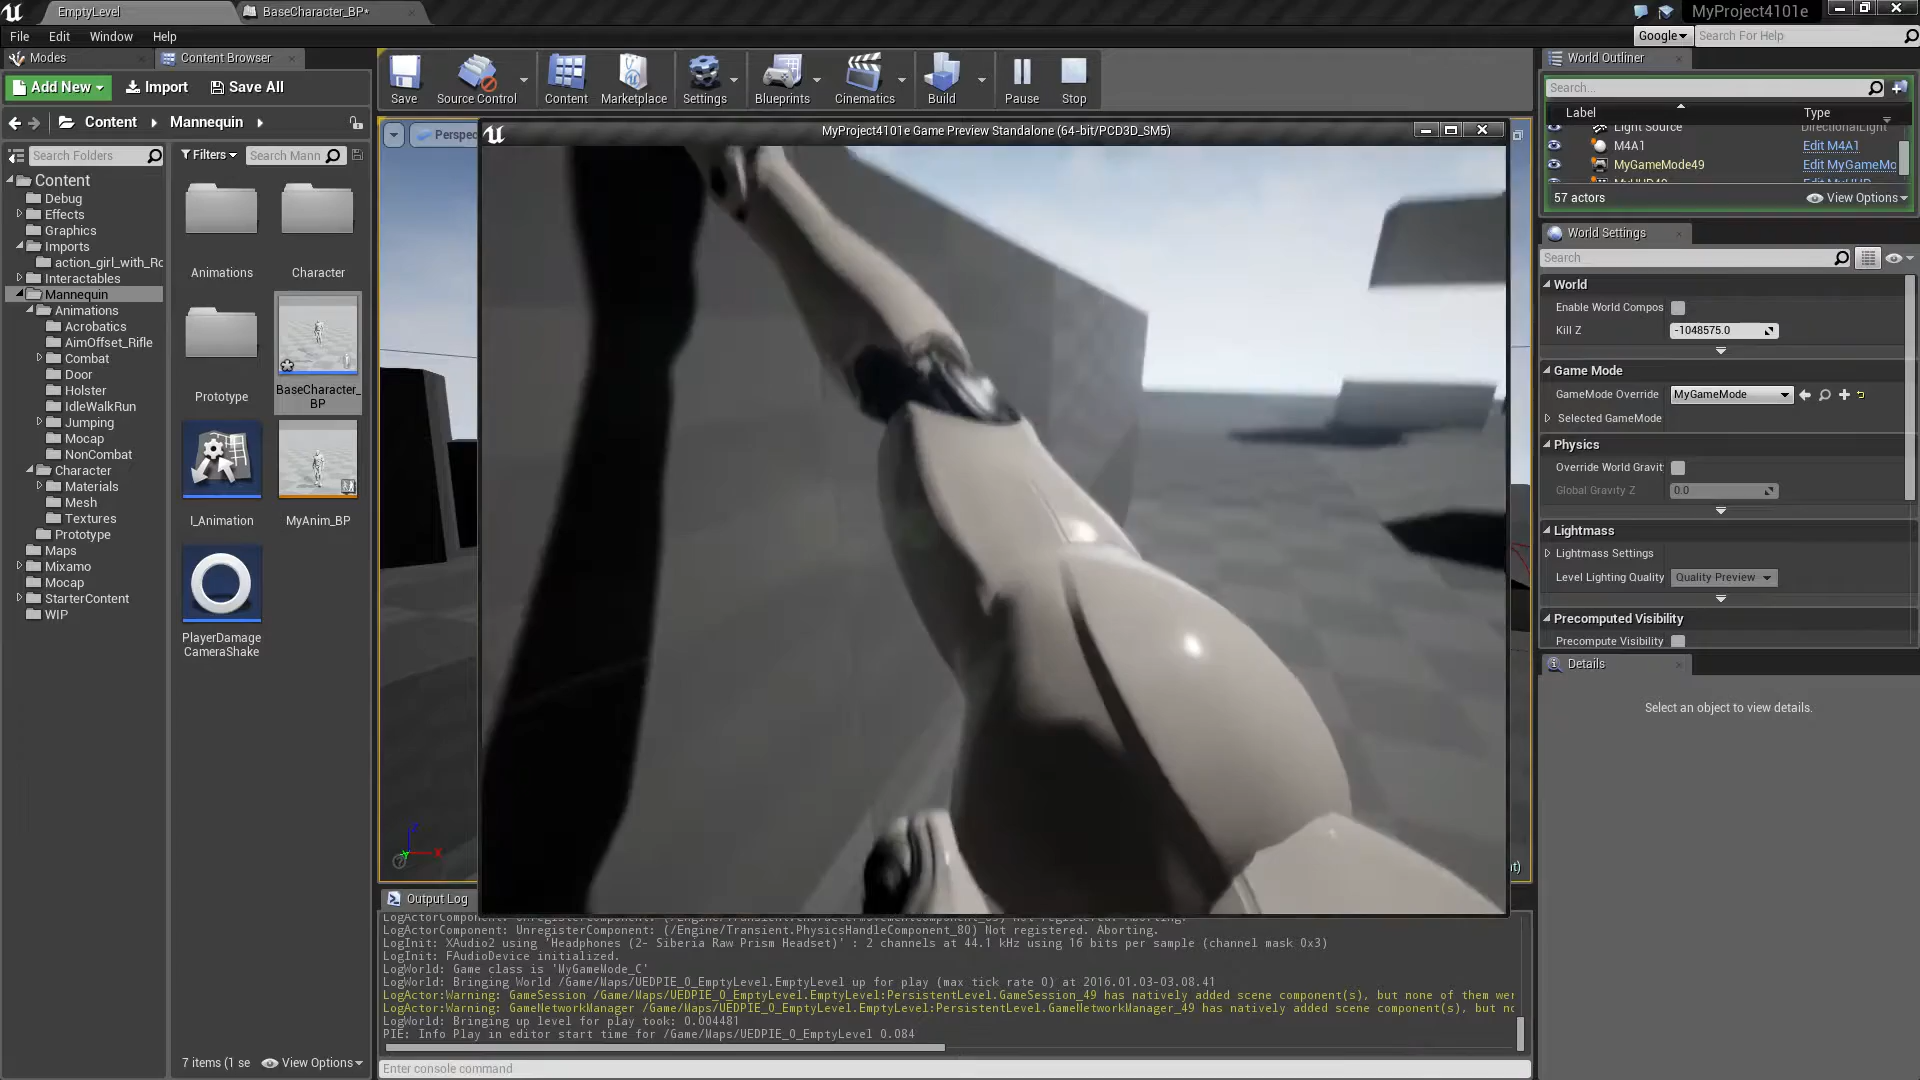 EmptyLevel
BaseCharacter_BP*
MyProject4101e
File Edit Window Help
Google
Search For Help
Modes
Content Browser
Add New
Import
Save All
Content
Mannequin
Search Folders
Filters
Search Mann
Content
Debug
Effects
Graphics
Imports
action_girl_with_Rc
Interactables
Mannequin
Animations
Acrobatics
AimOffset_Rifle
Combat
Door
Holster
IdleWalkRun
Jumping
Mocap
NonCombat
Character
Materials
Mesh
Textures
Prototype
Maps
Mixamo
Mocap
StarterContent
WIP
Animations
Character
Prototype
BaseCharacter_
BP
I_Animation
MyAnim_BP
PlayerDamage
CameraShake
7 items (1 se
View Options
Save
Source Control
Content
Marketplace
Settings
Blueprints
Cinematics
Build
Pause
Stop
Perspec
MyProject4101e Game Preview Standalone (64-bit/PCD3D_SM5)
Output Log
LogActorComponent: UnregisterComponent: (/Engine/Transient.PhysicsHandleComponent_80) Not registered. Aborting.
LogInit: XAudio2 using 'Headphones (2- Siberia Raw Prism Headset)' : 2 channels at 44.1 kHz using 16 bits per sample (channel mask 0x3)
LogInit: FAudioDevice initialized.
LogWorld: Game class is 'MyGameMode_C'
LogWorld: Bringing World /Game/Maps/UEDPIE_0_EmptyLevel.EmptyLevel up for play (max tick rate 0) at 2016.01.03-03.08.41
LogActor:Warning: GameSession /Game/Maps/UEDPIE_0_EmptyLevel.EmptyLevel:PersistentLevel.GameSession_49 has natively added scene component(s), but none of them wer
LogActor:Warning: GameNetworkManager /Game/Maps/UEDPIE_0_EmptyLevel.EmptyLevel:PersistentLevel.GameNetworkManager_49 has natively added scene component(s), but no
LogWorld: Bringing up level for play took: 0.004481
PIE: Info Play in editor start time for /Game/Maps/UEDPIE_0_EmptyLevel 0.084
Enter console command
World Outliner
Search...
Label
Type
Light Source
DirectionalLight
M4A1
Edit M4A1
MyGameMode49
Edit MyGameMo
57 actors
View Options
World Settings
Search
World
Enable World Compos
Kill Z
-1048575.0
Game Mode
GameMode Override
MyGameMode
Selected GameMode
Physics
Override World Gravit
Global Gravity Z
0.0
Lightmass
Lightmass Settings
Level Lighting Quality
Quality Preview
Precomputed Visibility
Precompute Visibility
Details
Select an object to view details.